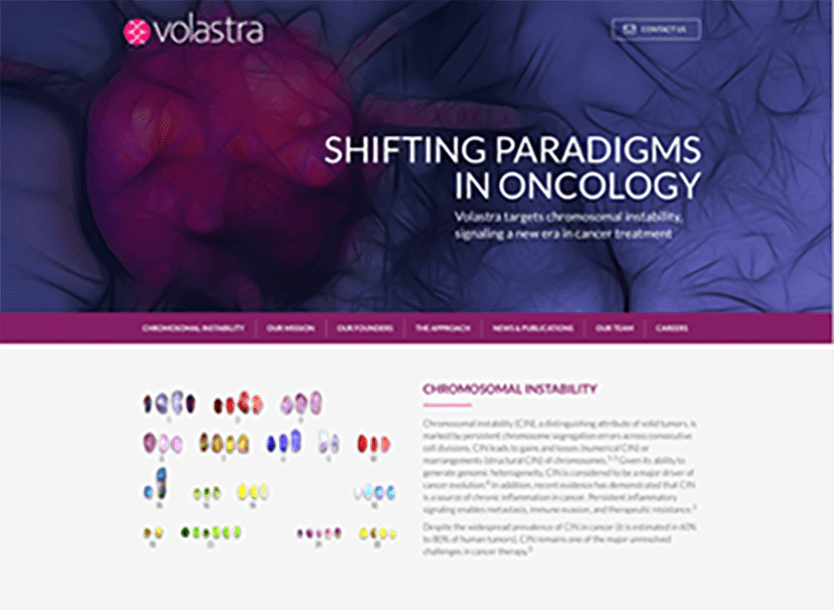 volastra
CONTACT US
SHIFTING PARADIGMS
IN ONCOLOGY
Volastra targets chromosomal instability,
signaling a new era in cancer treatment
CHROMOSOMAL INSTABILITY
OUR MISSION
OUR FOUNDERS
THE APPROACH
NEWS & PUBLICATIONS
OUR TEAM
CAREERS
CHROMOSOMAL INSTABILITY
Chromosomal instability (CIN), a distinguishing attribute of solid tumors, is
marked by persistent chromosome segregation errors across consecutive
cell divisions. CIN leads to gains and losses (numerical CIN) or
rearrangements (structural CIN) of chromosomes. Given its ability to
generate genomic heterogeneity, CIN is considered to be a major driver of
cancer evolution. In addition, recent evidence has demonstrated that CIN
is a source of chronic inflammation in cancer. Persistent inflammatory
signaling enables metastasis, immune evasion, and therapeutic resistance.
Despite the widespread prevalence of CIN in cancer (it is estimated in 60%
to 80% of human tumors), CIN remains one of the major unresolved
challenges in cancer therapy.